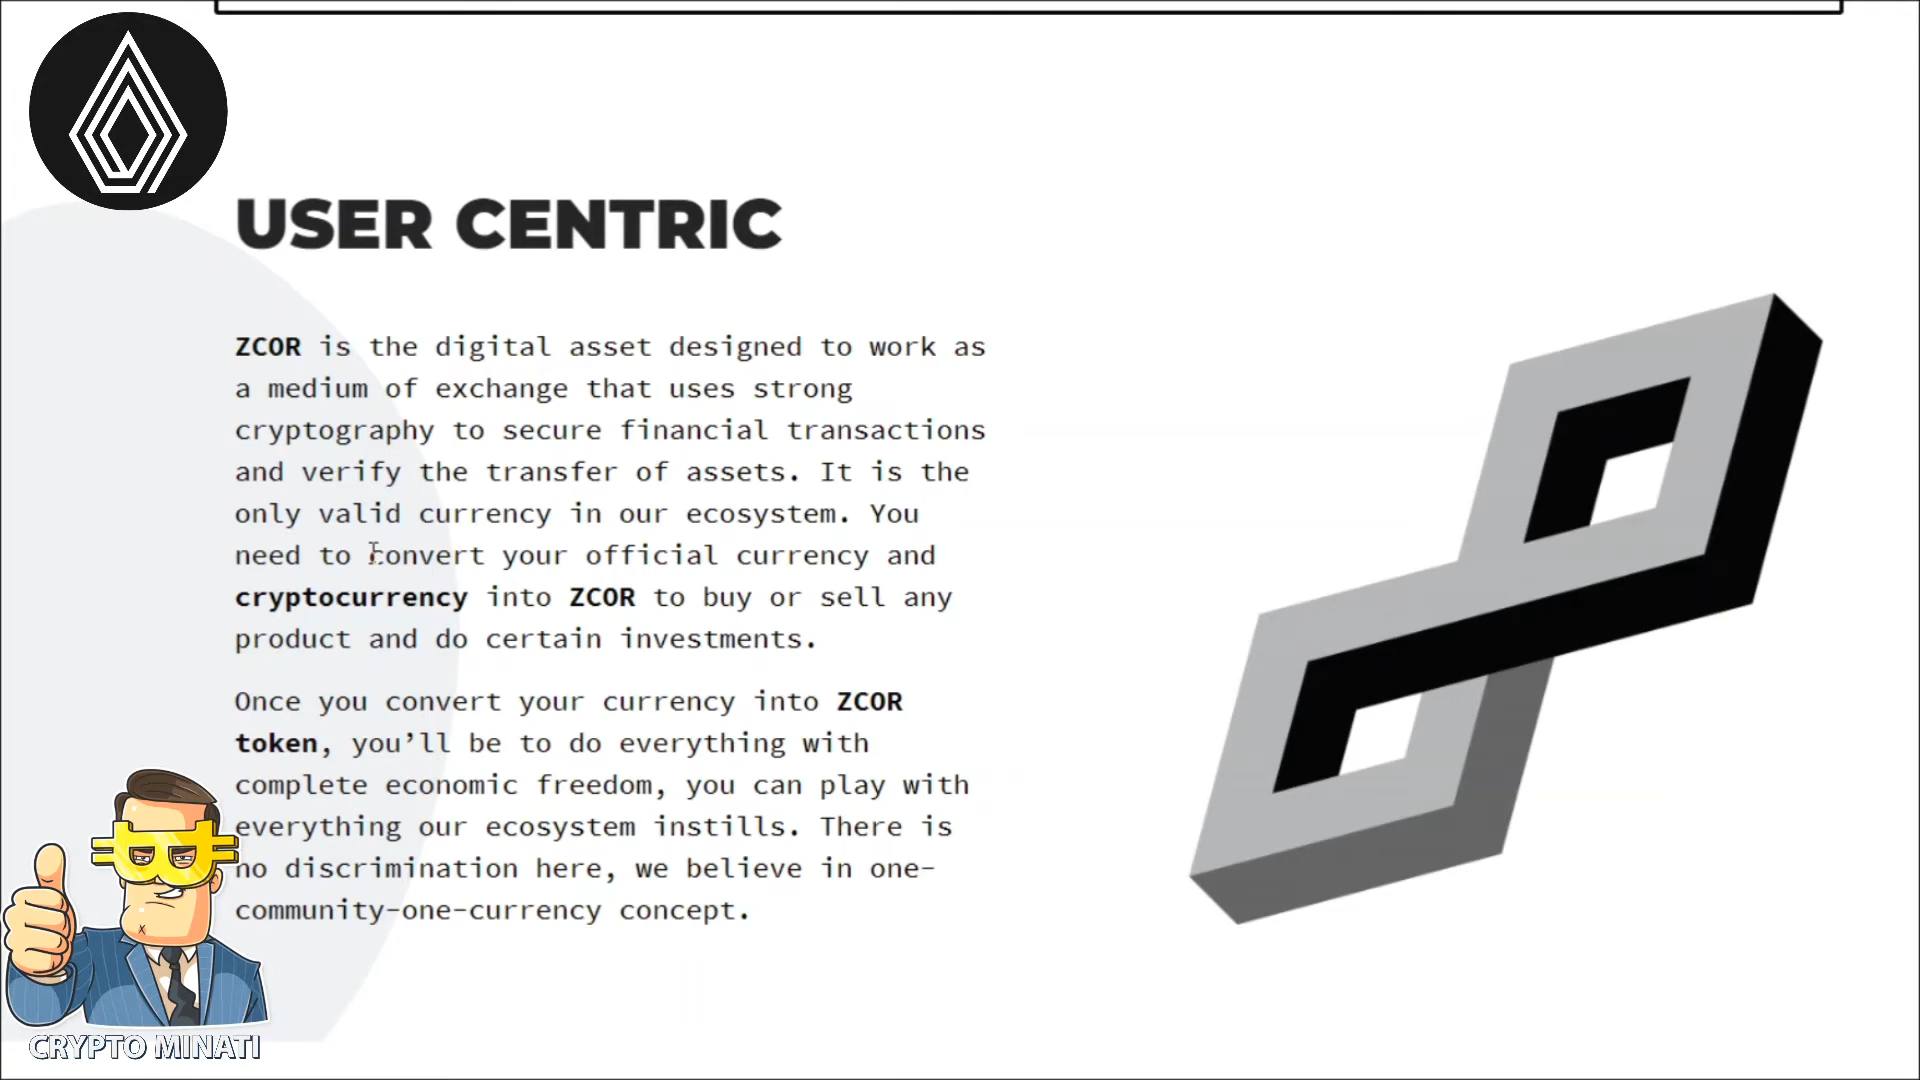 USER CENTRIC
ZCOR is the digital asset designed to work as
a medium of exchange that uses strong
cryptography to secure financial transactions
and verify the transfer of assets. It is the
only valid currency in our ecosystem. You
need to convert your official currency and
cryptocurrency into ZCOR to buy or sell any
product and do certain investments.
Once you convert your currency into ZCOR
token, you’ll be to do everything with
complete economic freedom, you can play with
everything our ecosystem instills. There is
no discrimination here, we believe in one-
community-one-currency concept.
CRYPTO MINATI